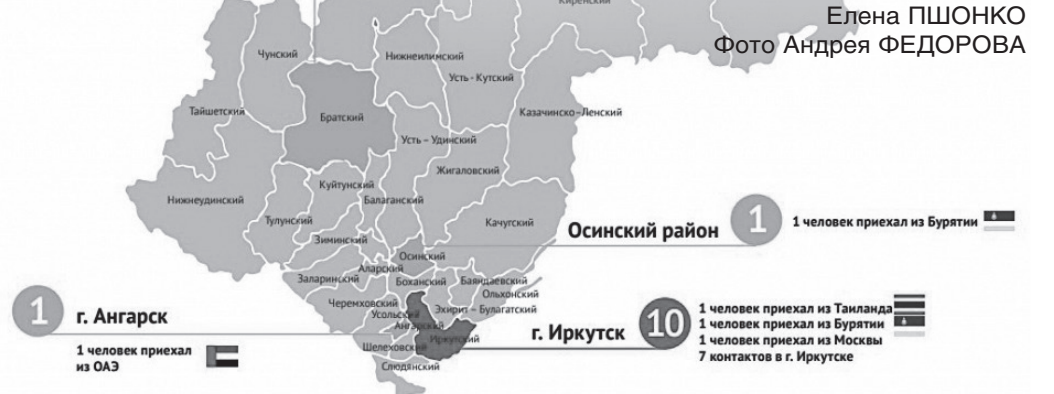 Киренский
Елена ПШОНКО
Фото Андрея ФЕДОРОВА
Чунский
Нижнеилимский
Усть - Кутский
Тайшетский
Братский
Казачинско-Ленский
Усть – Удинский
Жигаловский
Куйтунский
Нижнеудинский
Балаганский
Тулунский
Качугский
Зиминский
Осинский район
1
1 человек приехал из Бурятии
Осинский
Аларский
Заларинский
Боханский
Баяндаевский
Ольхонский
Черемховский
Усольский
Эхирит – Булагатский
1
г. Ангарск
Ангарский
Иркутский
г. Иркутск
10
1 человек приехал из Таиланда
1 человек приехал из Бурятии
1 человек приехал из Москвы
7 контактов в г. Иркутске
1 человек приехал
из ОАЭ
Шелеховский
Слюдянский